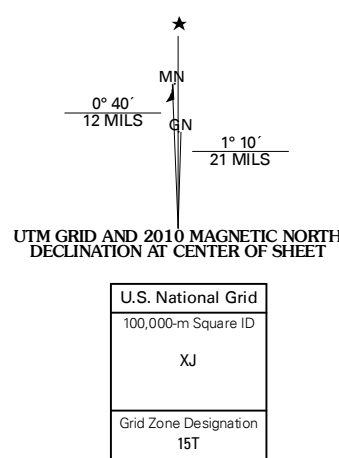 MN
0° 40´
12 MILS
GN
1° 10´
21 MILS
UTM GRID AND 2010 MAGNETIC NORTH
DECLINATION AT CENTER OF SHEET
U.S. National Grid
100,000-m Square ID
XJ
Grid Zone Designation
15T